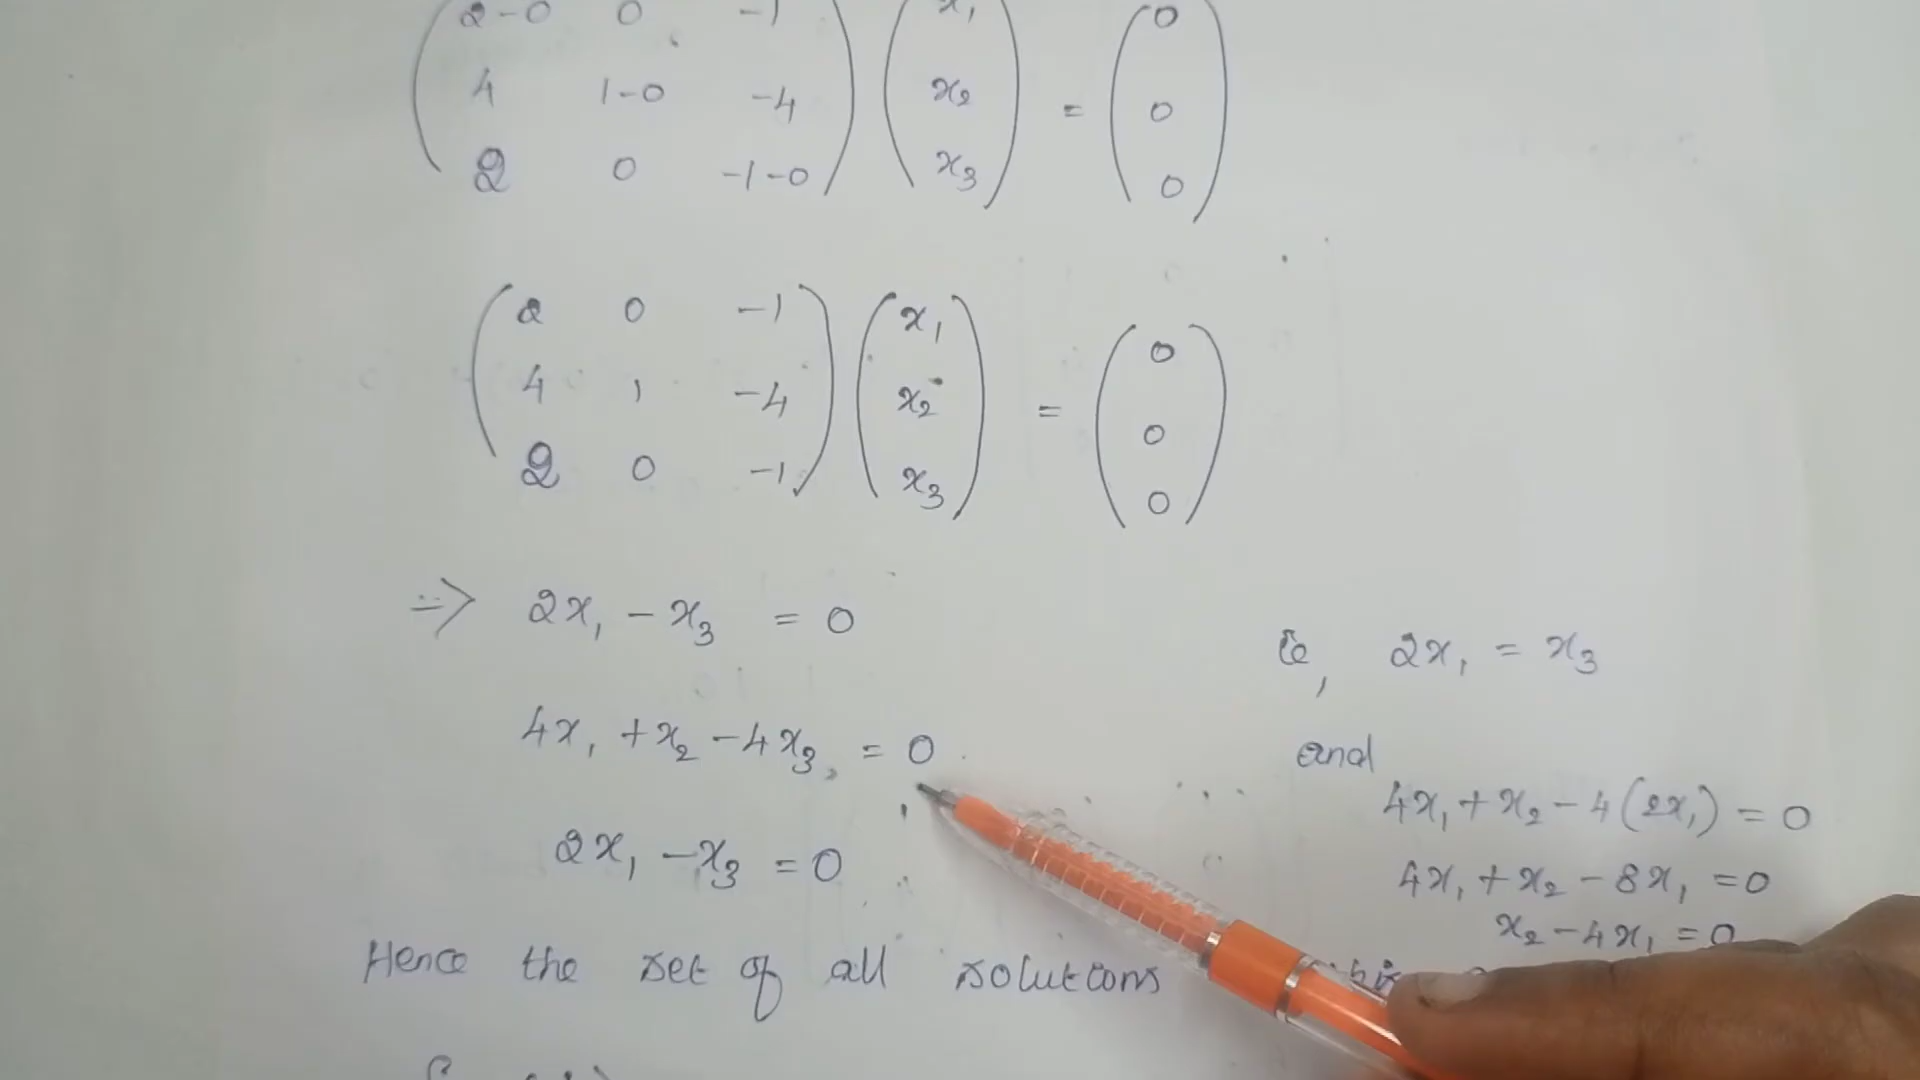 2-0 0 -1 x₁ 0
4 1-0 -4 x₂ = 0
2 0 -1-0 x₃ 0
2 0 -1 x₁ 0
4 1 -4 x₂ = 0
2 0 -1 x₃ 0
⇒ 2x₁ - x₃ = 0
ie, 2x₁ = x₃
4x₁ + x₂ - 4x₃ = 0
and
4x₁ + x₂ - 4(2x₁) = 0
2x₁ - x₃ = 0
4x₁ + x₂ - 8x₁ = 0
x₂ - 4x₁ = 0
Hence the set of all solutions